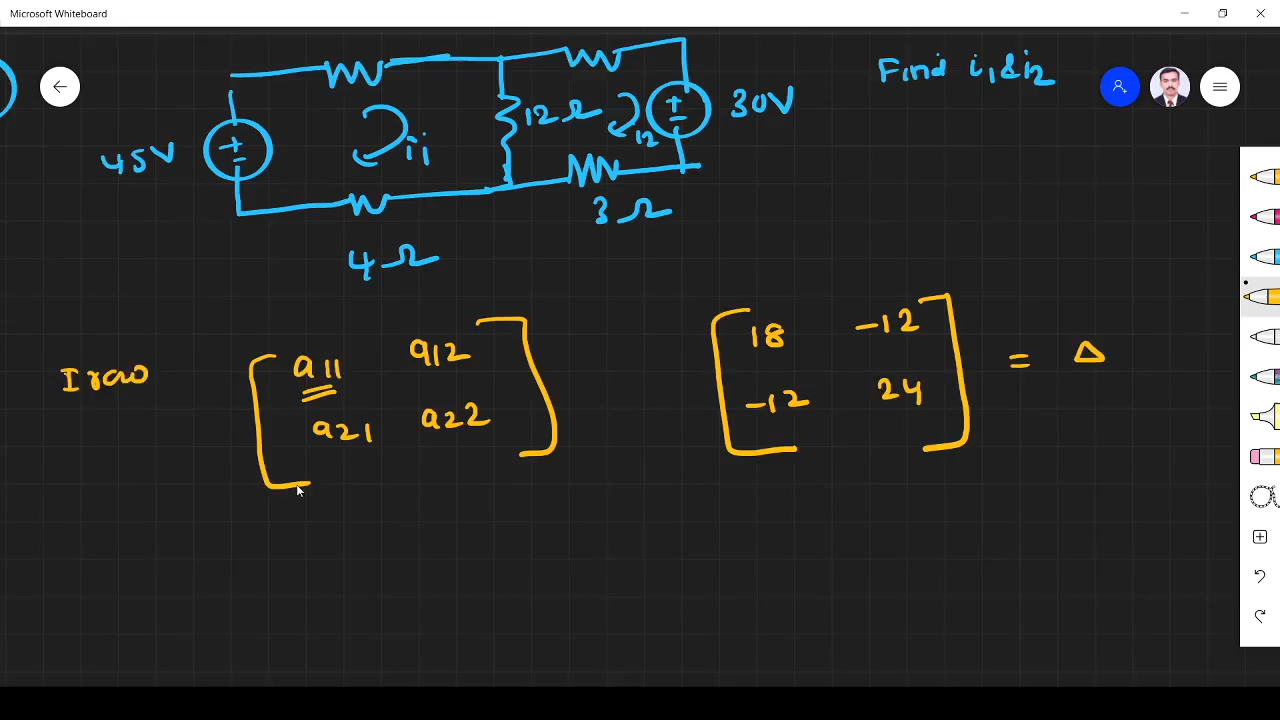 Microsoft Whiteboard
Find i1 & i2
45V
i1
12Ω
i2
30V
3Ω
4Ω
I row
a11 a12
a21 a22
18 -12
-12 24
= Δ